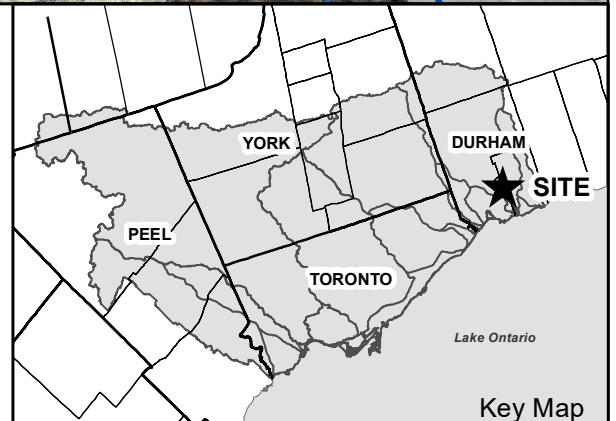 YORK
DURHAM
SITE
PEEL
TORONTO
Lake Ontario
Key Map